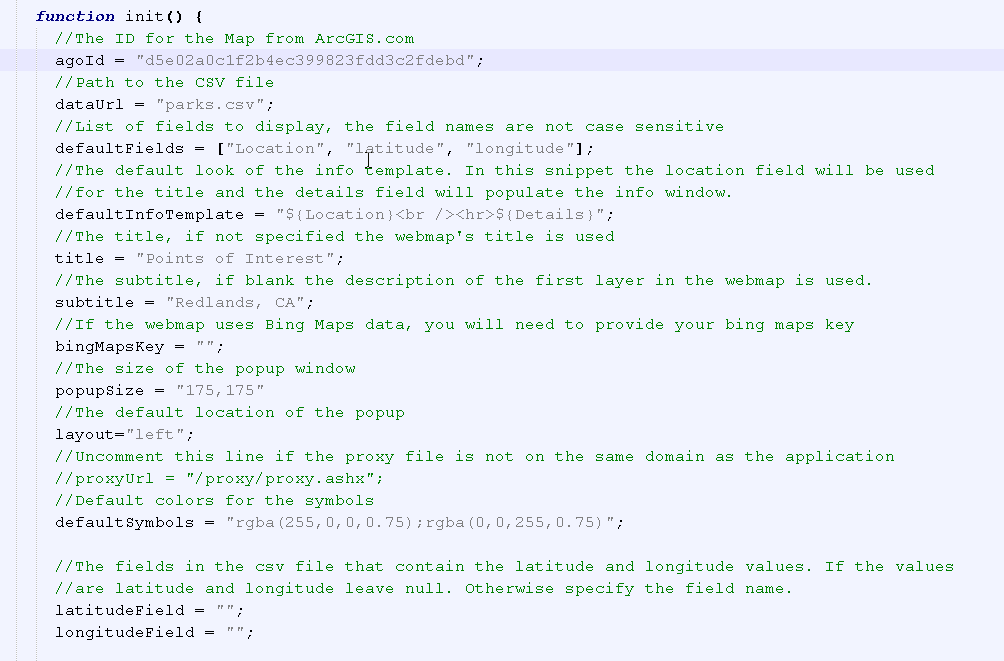 function init() {
//The ID for the Map from ArcGIS.com
agoId = "d5e02a0c1f2b4ec399823fdd3c2fdebd";
//Path to the CSV file
dataUrl = "parks.csv";
//List of fields to display, the field names are not case sensitive
defaultFields = ["Location", "latitude", "longitude"];
//The default look of the info template. In this snippet the location field will be used
//for the title and the details field will populate the info window.
defaultInfoTemplate = "${Location}<br /><hr>${Details}";
//The title, if not specified the webmap's title is used
title = "Points of Interest";
//The subtitle, if blank the description of the first layer in the webmap is used.
subtitle = "Redlands, CA";
//If the webmap uses Bing Maps data, you will need to provide your bing maps key
bingMapsKey = "";
//The size of the popup window
popupSize = "175,175"
//The default location of the popup
layout="left";
//Uncomment this line if the proxy file is not on the same domain as the application
//proxyUrl = "/proxy/proxy.ashx";
//Default colors for the symbols
defaultSymbols = "rgba(255,0,0,0.75);rgba(0,0,255,0.75)";
//The fields in the csv file that contain the latitude and longitude values. If the values
//are latitude and longitude leave null. Otherwise specify the field name.
latitudeField = "";
longitudeField = "";